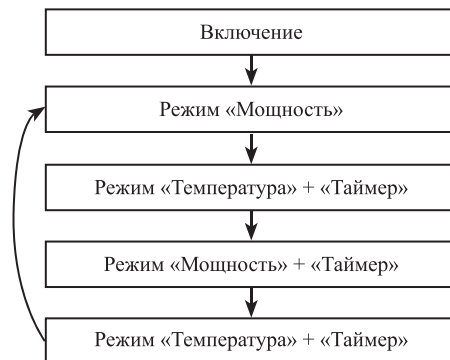 Включение
Режим «Мощность»
Режим «Температура» + «Таймер»
Режим «Мощность» + «Таймер»
Режим «Температура» + «Таймер»